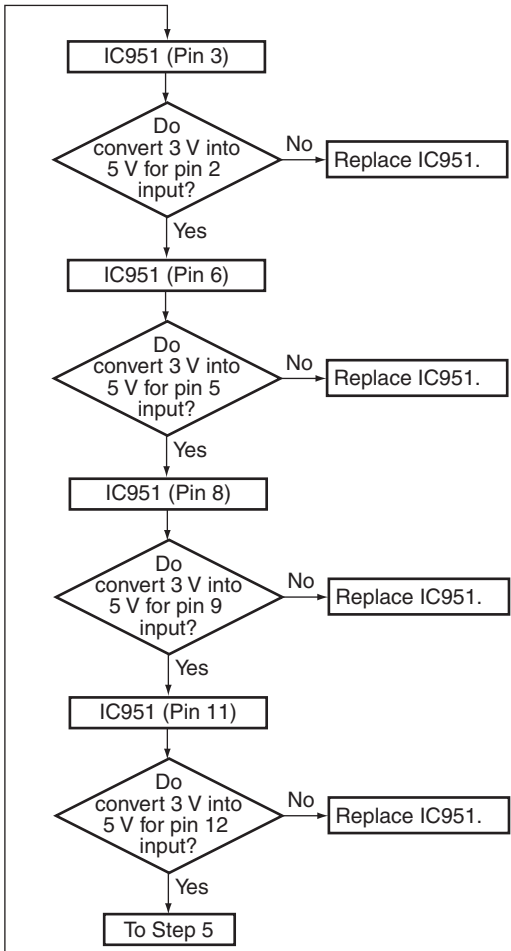 IC951 (Pin 3)
Do
convert 3 V into
5 V for pin 2
input?
No
Replace IC951.
Yes
IC951 (Pin 6)
Do
convert 3 V into
5 V for pin 5
input?
No
Replace IC951.
Yes
IC951 (Pin 8)
Do
convert 3 V into
5 V for pin 9
input?
No
Replace IC951.
Yes
IC951 (Pin 11)
Do
convert 3 V into
5 V for pin 12
input?
No
Replace IC951.
Yes
To Step 5